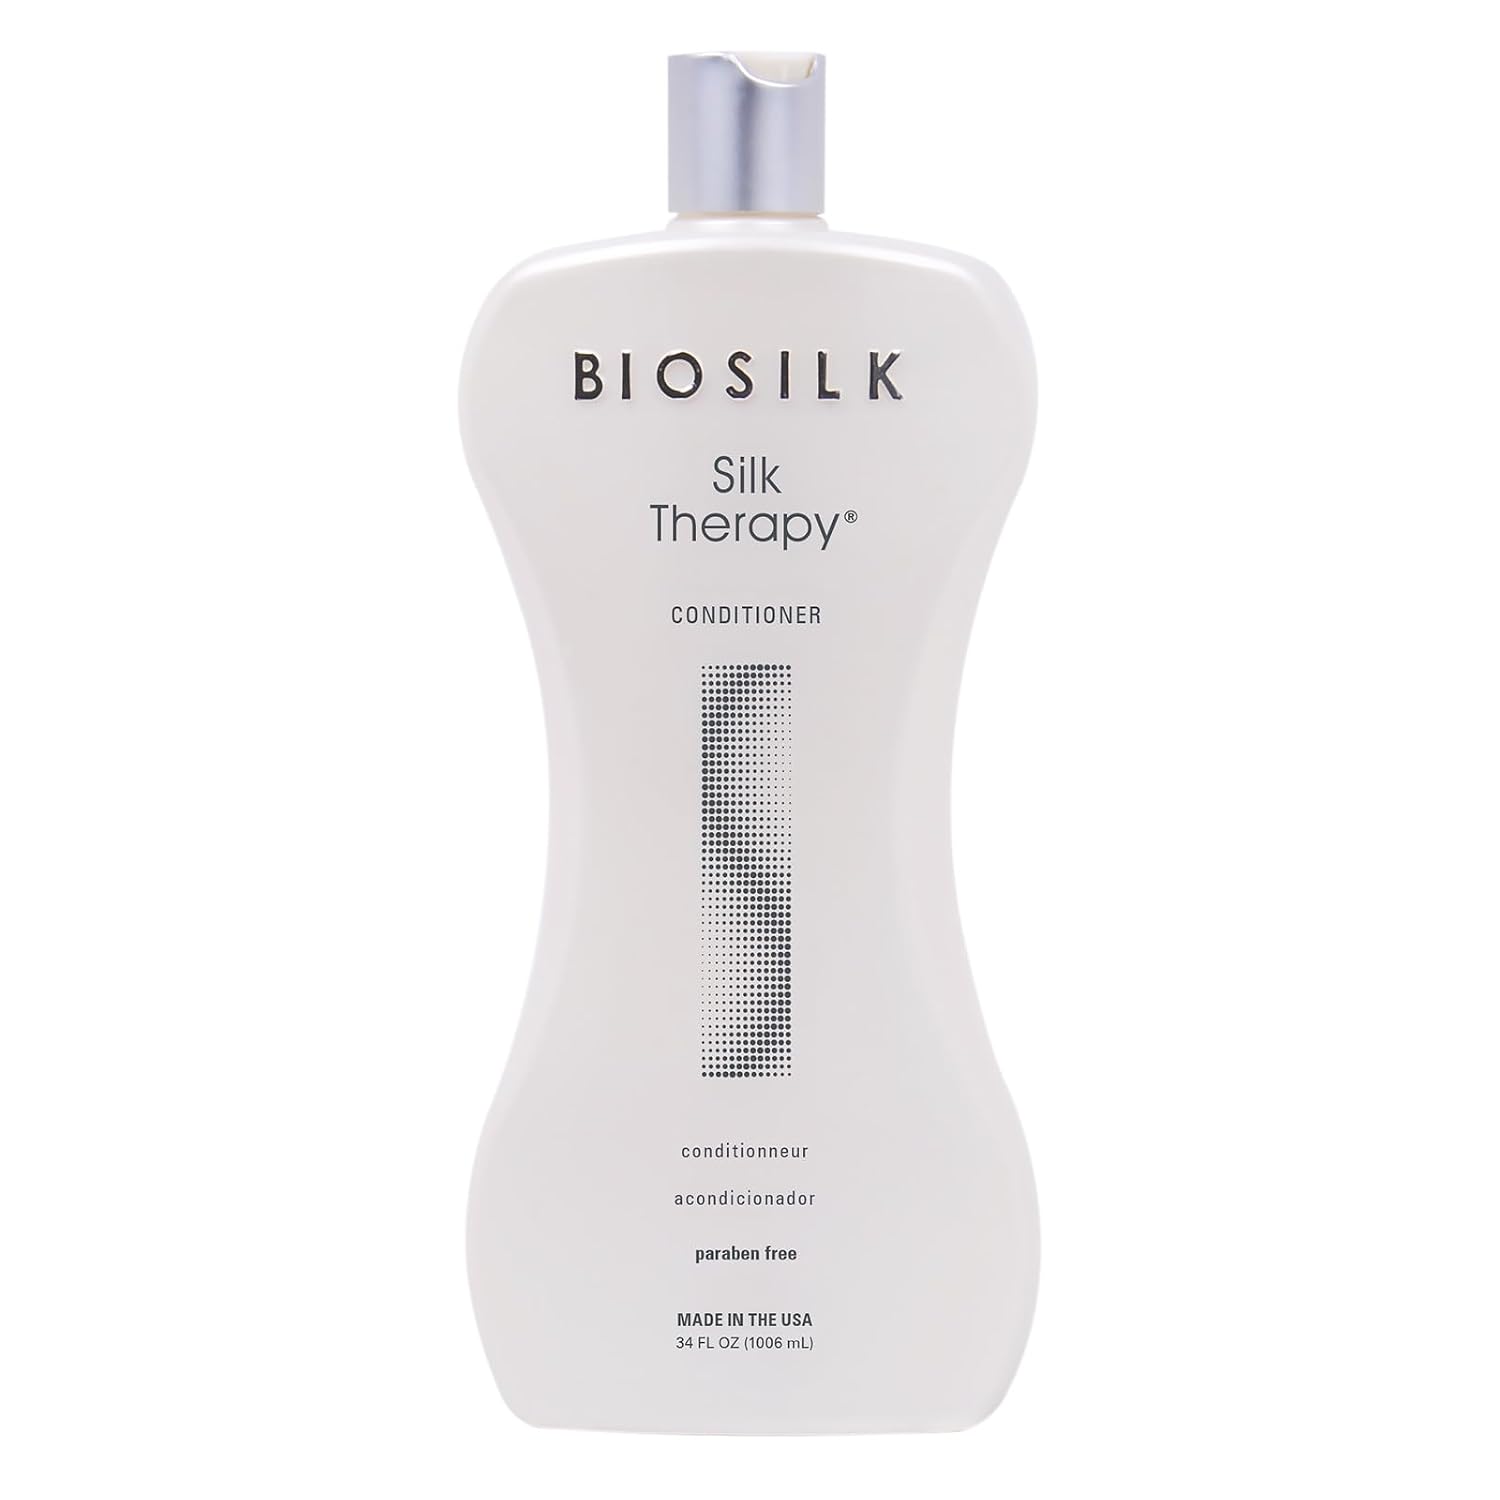 BIOSILK
Silk
Therapy®
CONDITIONER
conditionneur
acondicionador
paraben free
MADE IN THE USA
34 FL OZ (1006 mL)